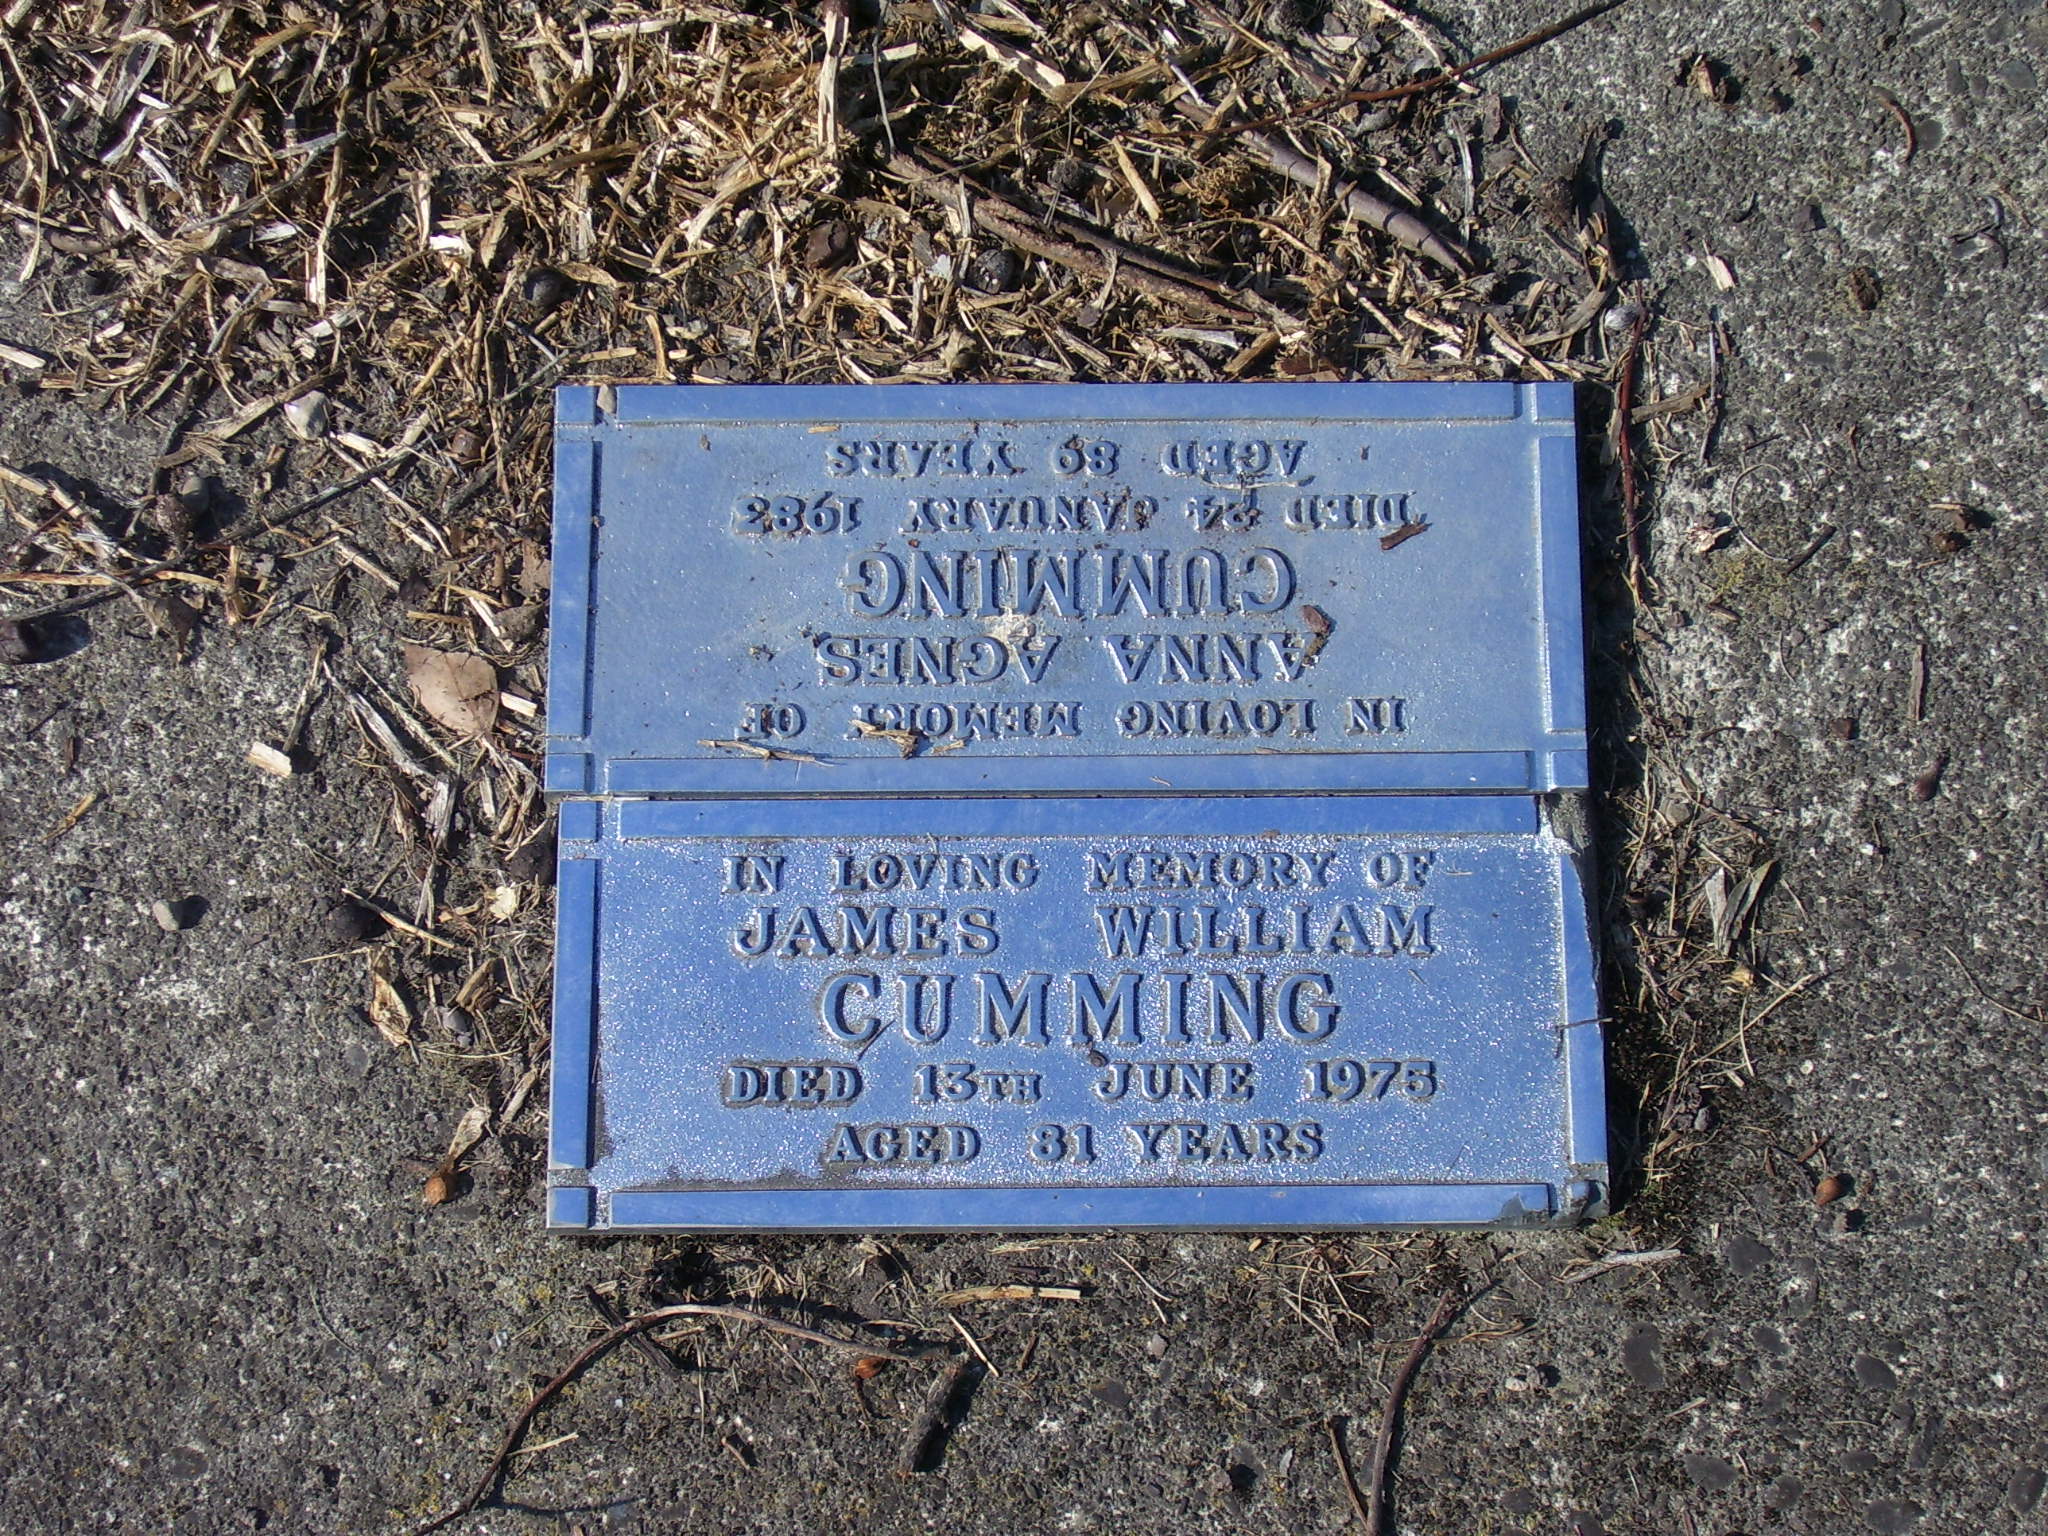 IN LOVING MEMORY OF
ANNA AGNES
CUMMING
DIED 24 JANUARY 1983
AGED 89 YEARS
IN LOVING MEMORY OF
JAMES WILLIAM
CUMMING
DIED 13TH JUNE 1975
AGED 81 YEARS